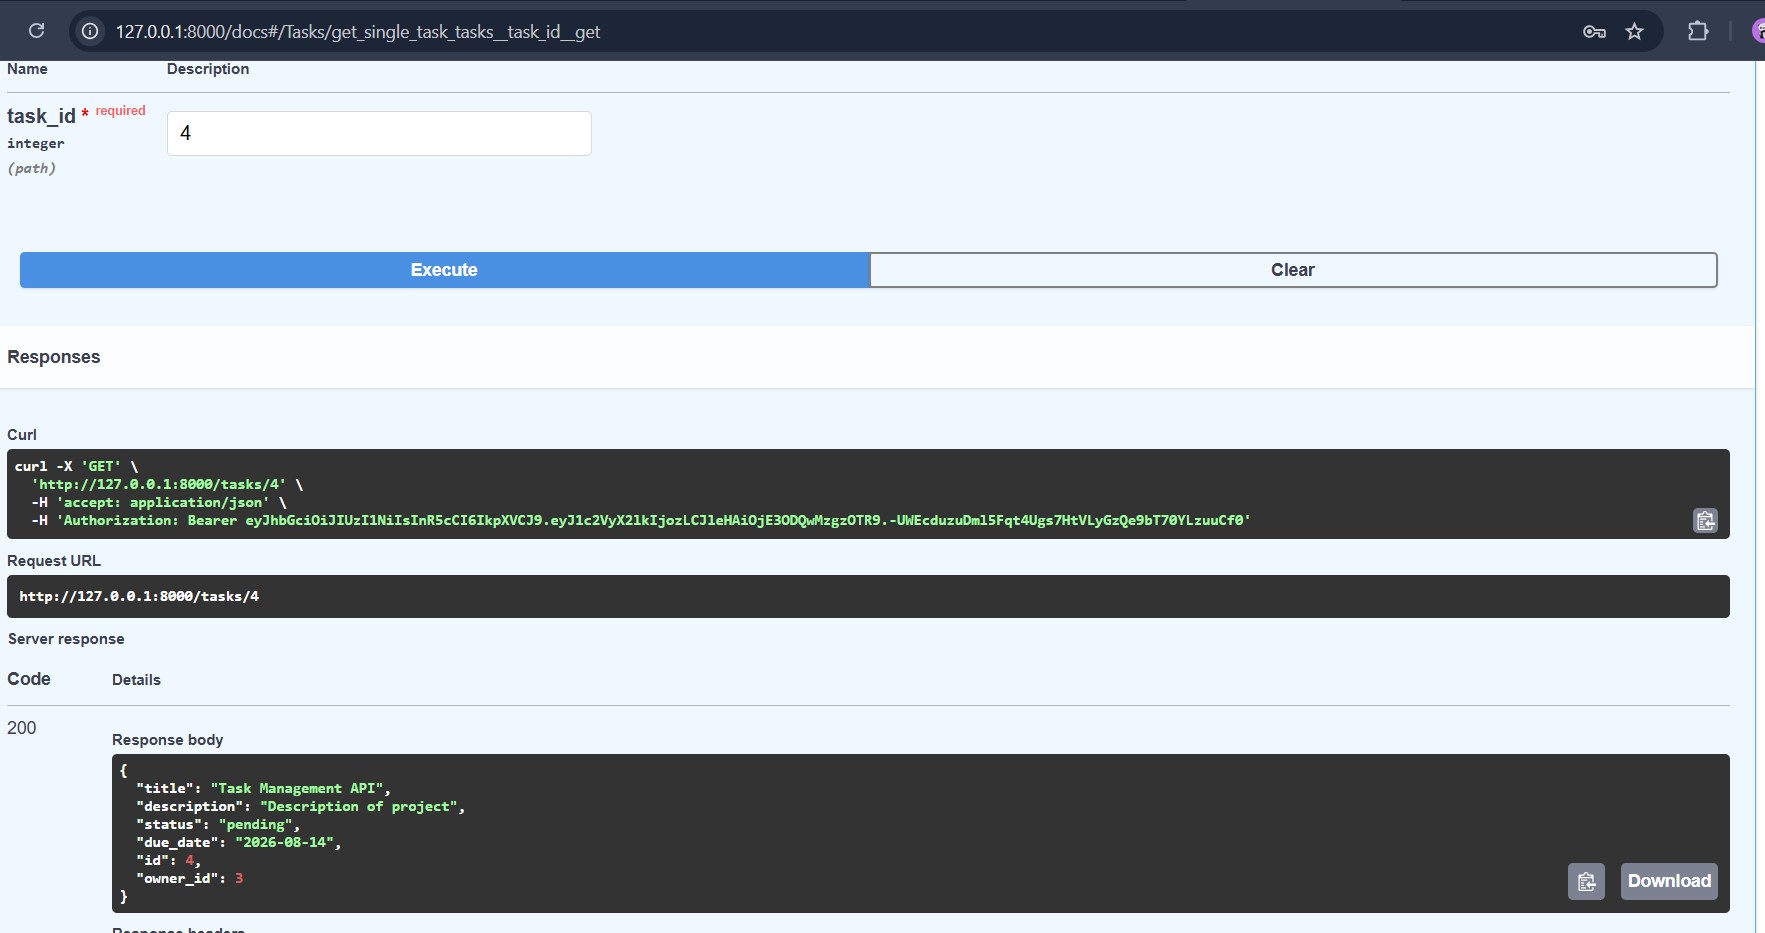 127.0.0.1:8000/docs#/Tasks/get_single_task_tasks__task_id__get
Name Description
task_id * required
integer
(path)
4
Execute Clear
Responses
Curl
curl -X 'GET' \
'http://127.0.0.1:8000/tasks/4' \
-H 'accept: application/json' \
-H 'Authorization: Bearer eyJhbGciOiJIUzI1NiIsInR5cCI6IkpXVCJ9.eyJ1c2VyX2lkIjozLCJleHAiOjE3ODQwMzgzOTR9.-UWEcduzuDml5Fqt4Ugs7HtVLyGzQe9bT70YLzuuCf0'
Request URL
http://127.0.0.1:8000/tasks/4
Server response
Code Details
200
Response body
{
"title": "Task Management API",
"description": "Description of project",
"status": "pending",
"due_date": "2026-08-14",
"id": 4,
"owner_id": 3
}
Download
Response headers